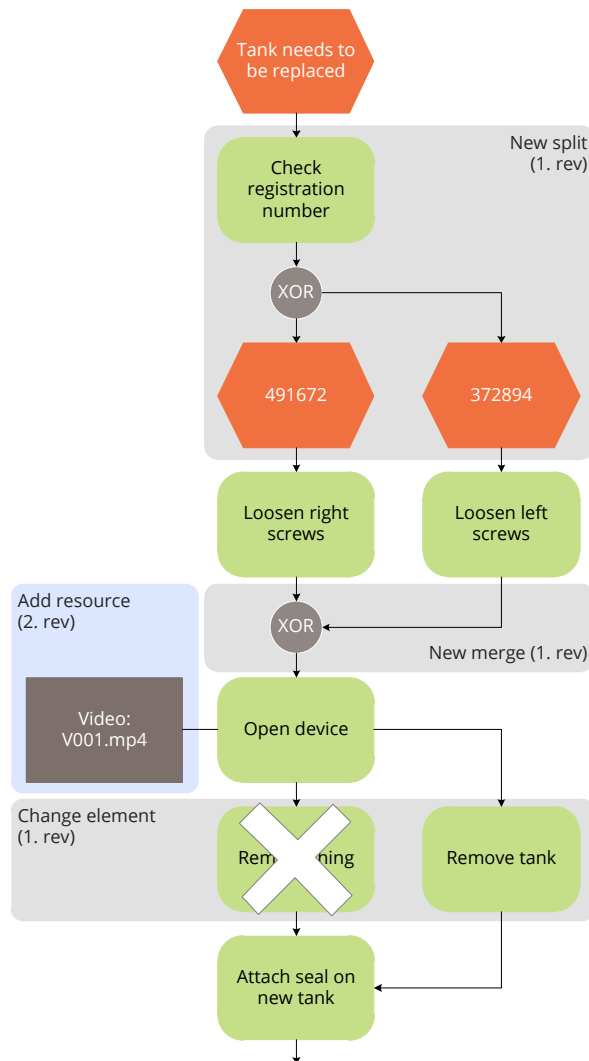 Tank needs to
be replaced
New split
(1. rev)
Check
registration
number
XOR
491672
372894
Loosen right
screws
Loosen left
screws
Add resource
(2. rev)
XOR
New merge (1. rev)
Video:
V001.mp4
Open device
Change element
(1. rev)
Remove tank
Attach seal on
new tank